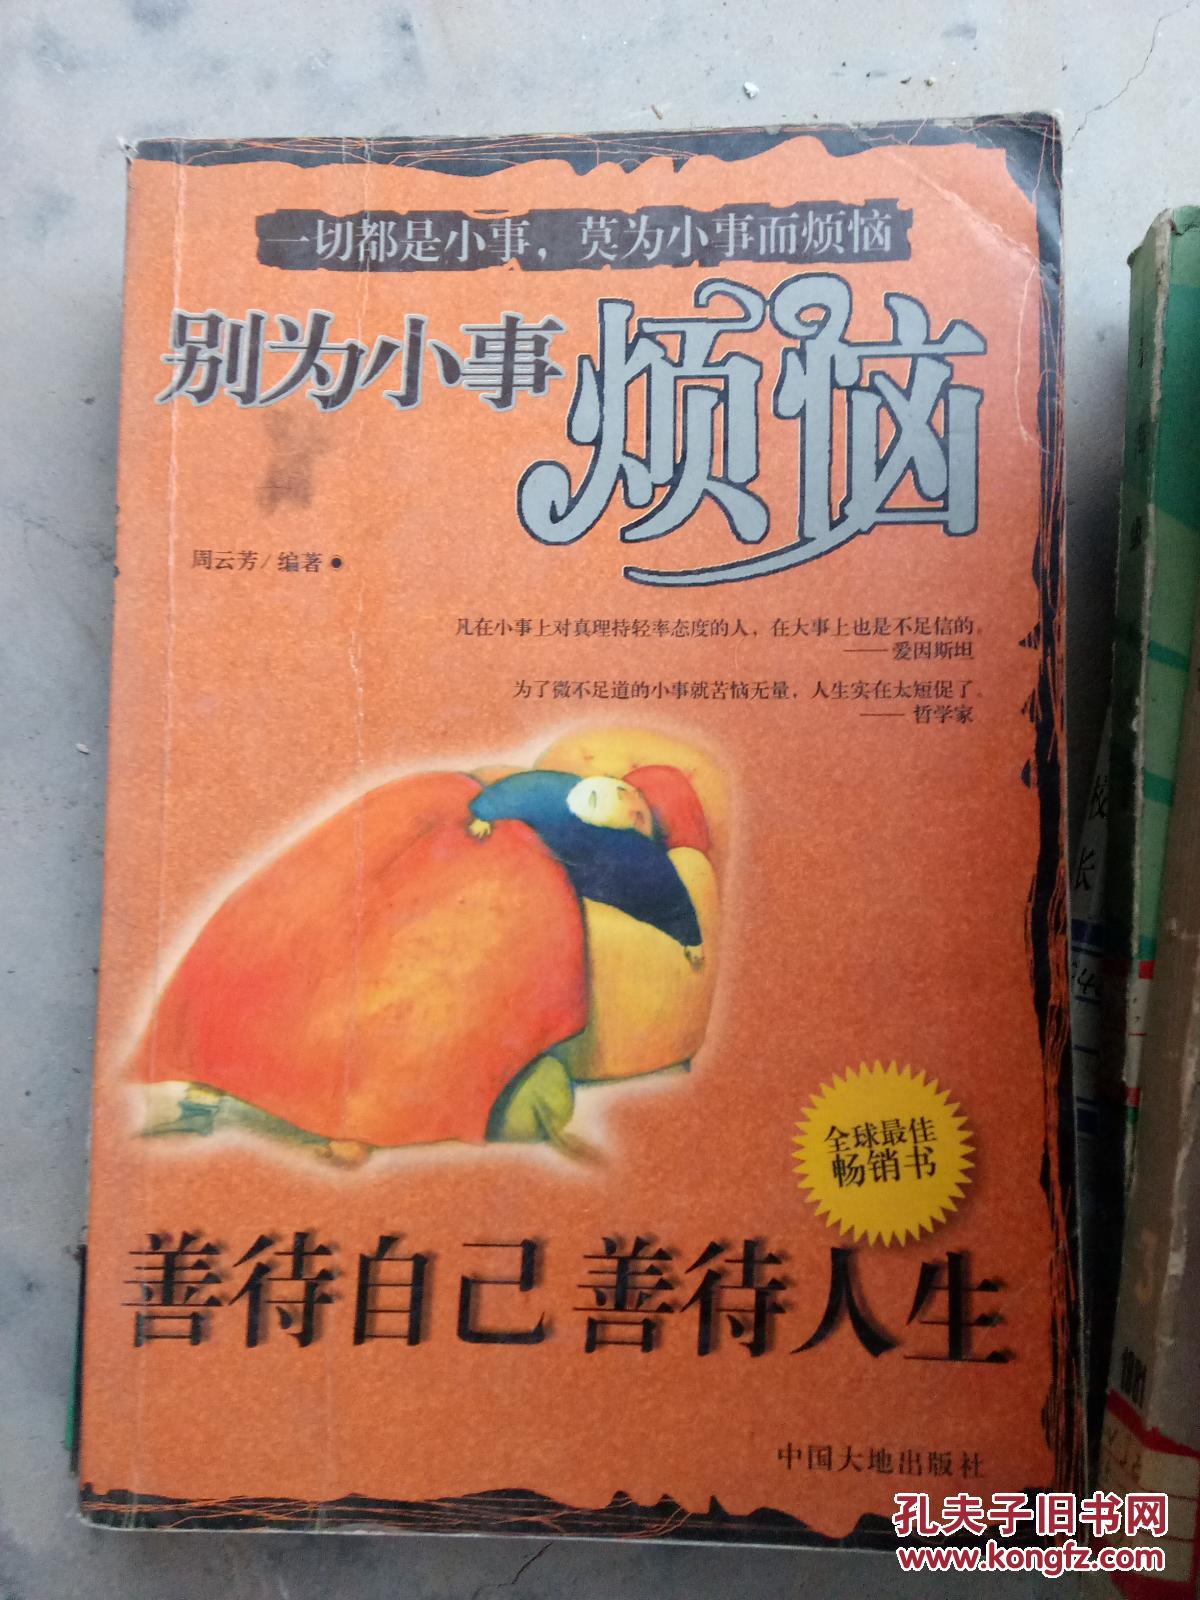 一切都是小事，莫为小事而烦恼
别为小事烦恼
周云芳/编著●
凡在小事上对真理持轻率态度的人，在大事上也是不足信的。
——爱因斯坦
为了微不足道的小事就苦恼无量，人生实在太短促了。
——哲学家
全球最佳
畅销书
善待自己 善待人生
中国大地出版社
校长
1981
孔夫子旧书网
www.kongfz.com